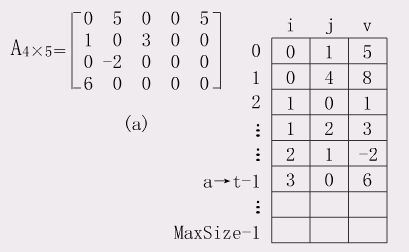 A4×5=
0 5 0 0 5
1 0 3 0 0
0 -2 0 0 0
6 0 0 0 0
(a)
i j v
0 0 1 5
1 0 4 8
2 1 0 1
⋮ 1 2 3
⋮ 2 1 -2
a→t-1 3 0 6
⋮
MaxSize-1